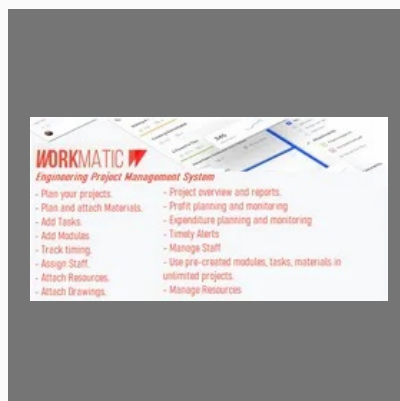 WORKMATIC
Engineering Project Management System
- Plan your projects.
- Plan and attach Materials.
- Add Tasks.
- Add Modules
- Track timing.
- Assign Staff.
- Attach Resources.
- Attach Drawings.
- Project overview and reports.
- Profit planning and monitoring
- Expenditure planning and monitoring
- Timely Alerts
- Manage Staff
- Use pre-created modules, tasks, materials in
unlimited projects.
- Manage Resources